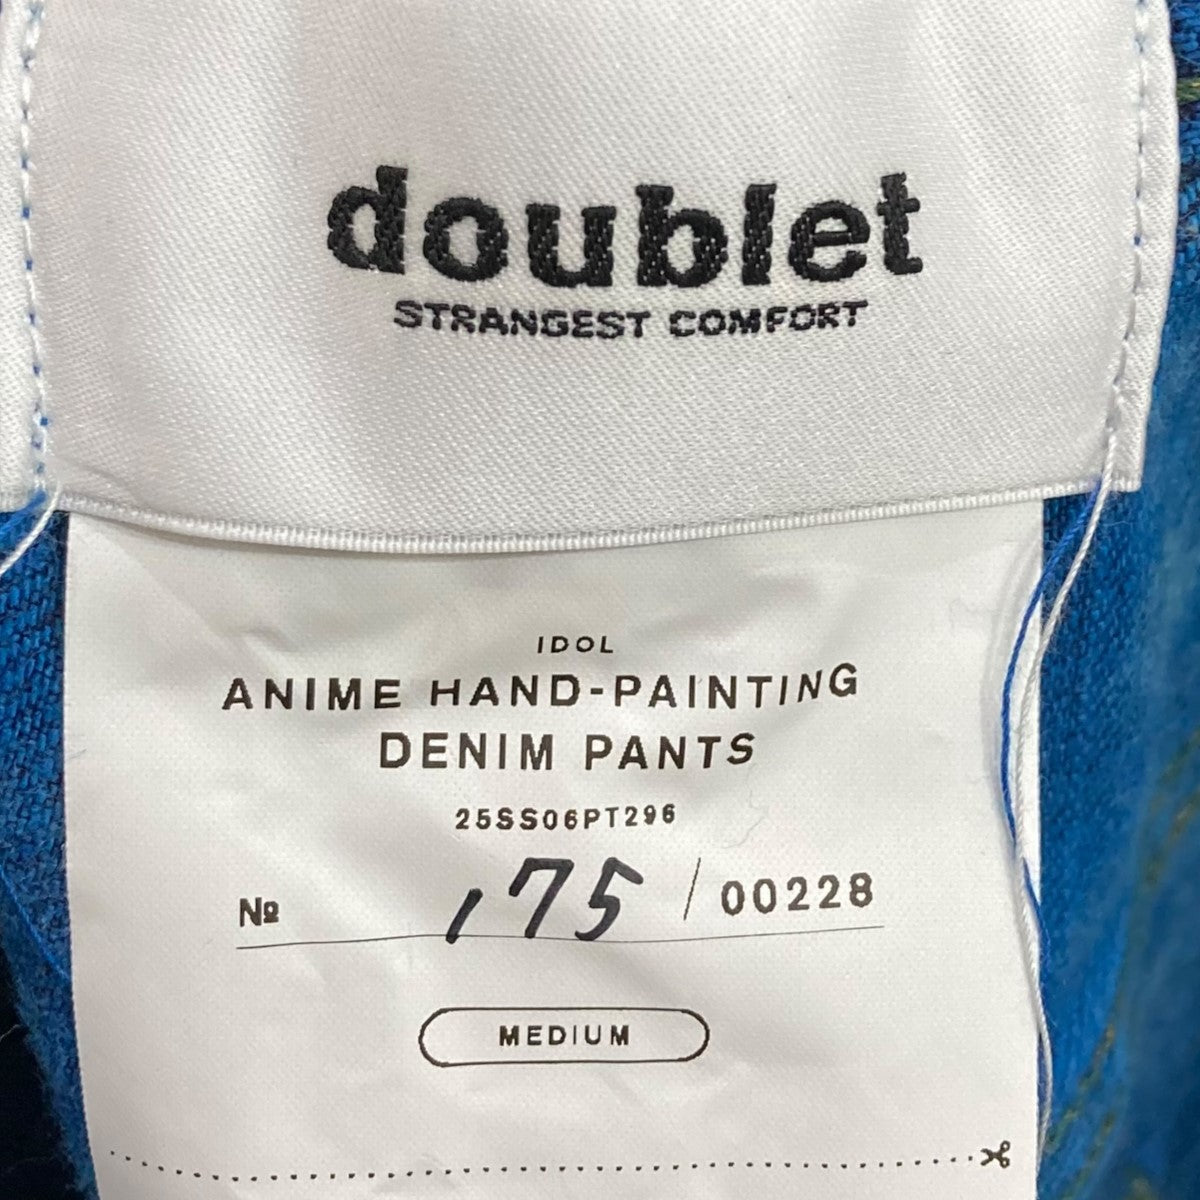 doublet
STRANGEST COMFORT
IDOL
ANIME HAND-PAINTING
DENIM PANTS
25SS06PT296
№ 175 / 00228
MEDIUM